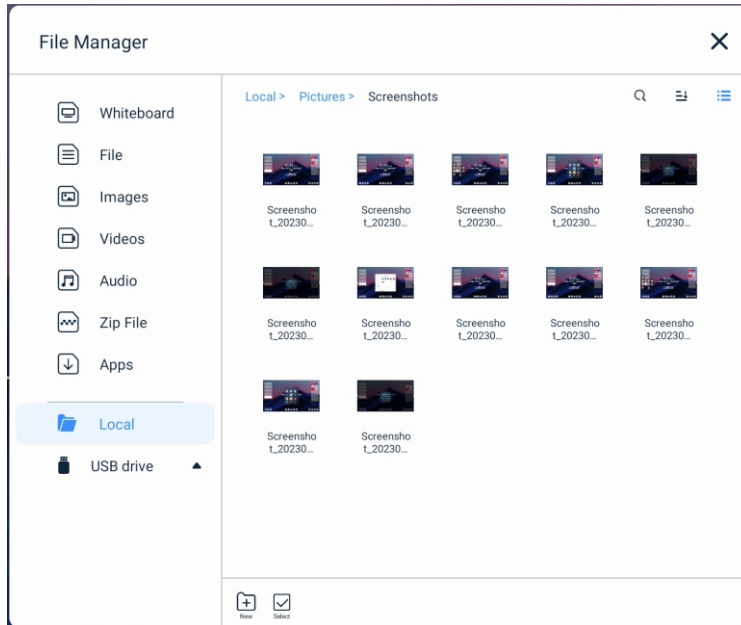 File Manager
Whiteboard
File
Images
Videos
Audio
Zip File
Apps
Local
USB drive
Local > Pictures > Screenshots
Screensho
t_20230...
Screensho
t_20230...
Screensho
t_20230...
Screensho
t_20230...
Screensho
t_20230...
Screensho
t_20230...
Screensho
t_20230...
Screensho
t_20230...
Screensho
t_20230...
Screensho
t_20230...
Screensho
t_20230...
Screensho
t_20230...
New
Select